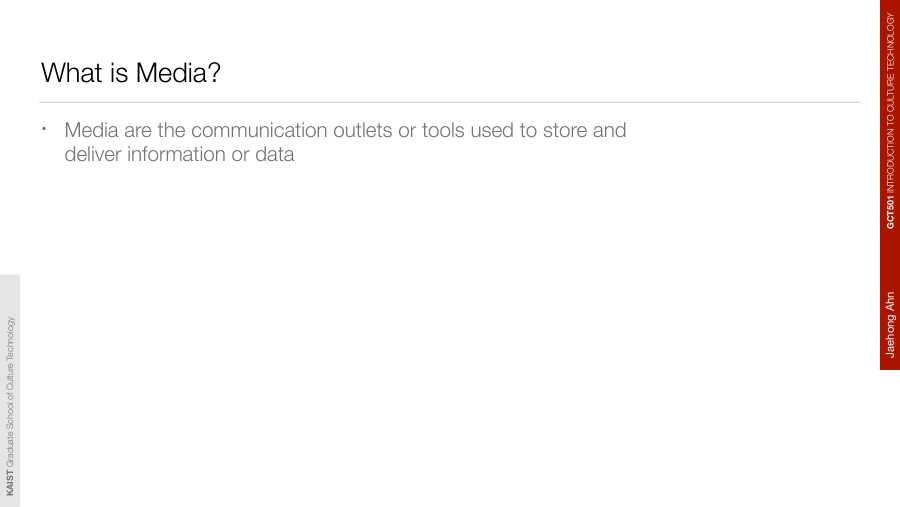 What is Media?
• Media are the communication outlets or tools used to store and
deliver information or data
GCT501 INTRODUCTION TO CULTURE TECHNOLOGY
Jaehong Ahn
KAIST Graduate School of Culture Technology